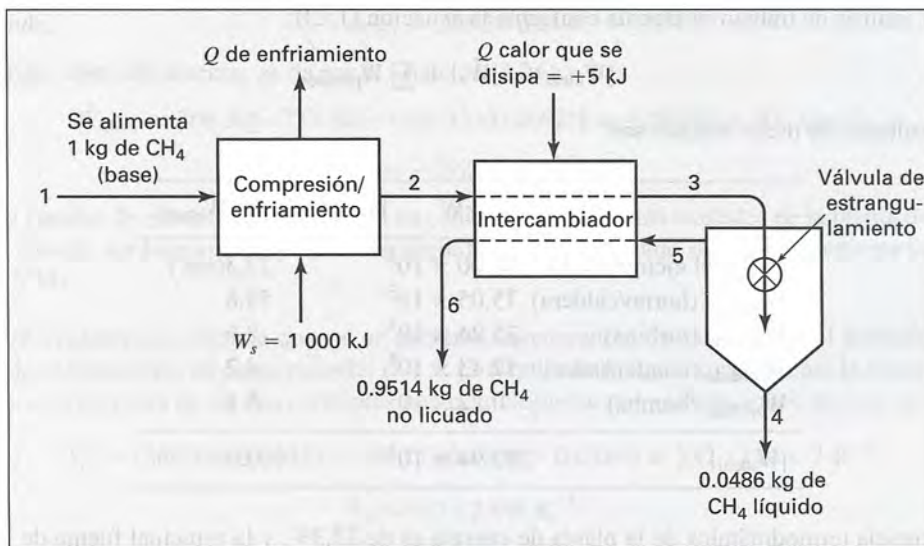 Q de enfriamiento
Q calor que se
disipa = +5 kJ
Se alimenta
1 kg de CH₄
(base)
1
Compresión/
enfriamiento
2
Intercambiador
3
Válvula de
estrangu-
lamiento
5
6
Wₛ = 1 000 kJ
4
0.9514 kg de CH₄
no licuado
0.0486 kg de
CH₄ líquido